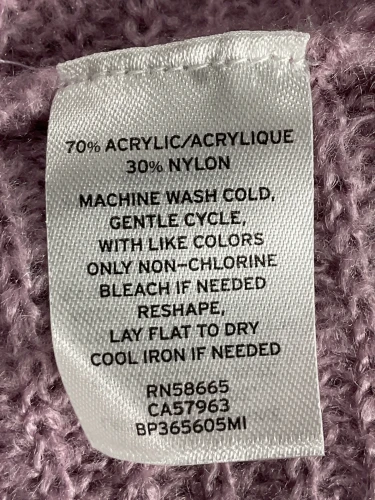 70% ACRYLIC/ACRYLIQUE
30% NYLON
MACHINE WASH COLD,
GENTLE CYCLE,
WITH LIKE COLORS
ONLY NON-CHLORINE
BLEACH IF NEEDED
RESHAPE,
LAY FLAT TO DRY
COOL IRON IF NEEDED
RN58665
CA57963
BP365605MI